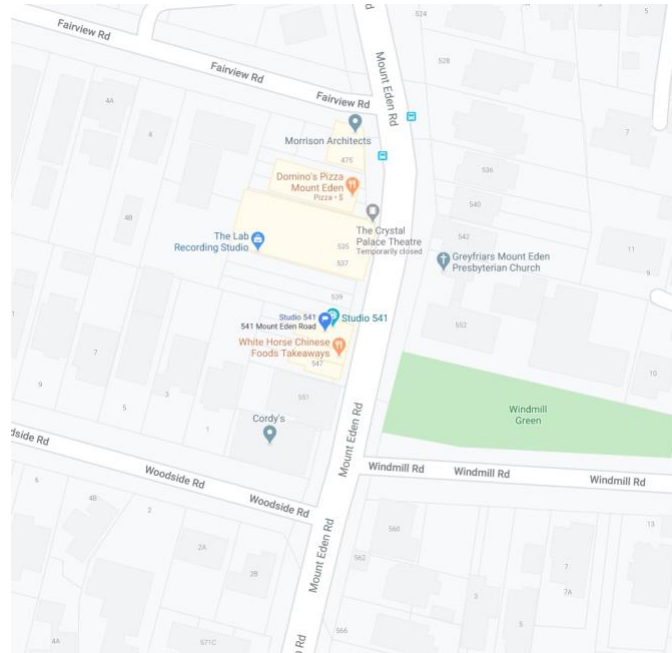 d
524
Fairview Rd
528
Mount Eden Rd
Fairview Rd
4A
4
7
Morrison Architects
475
536
Domino's Pizza
Mount Eden
Pizza • $
540
4B
The Crystal
Palace Theatre
Temporarily closed
542
The Lab
Recording Studio
535
537
Greyfriars Mount Eden
Presbyterian Church
11
9
539
Studio 541
541 Mount Eden Road
Studio 541
552
White Horse Chinese
Foods Takeaways
547
7
10
9
5
3
1
551
Cordy's
Windmill
Green
Mount Eden Rd
dside Rd
Woodside Rd
Woodside Rd
Windmill Rd
Windmill Rd
Windmill Rd
6
4B
2
13
Mount Eden Rd
560
2A
562
2B
7
7A
3
5
566
4A
571C
n Rd